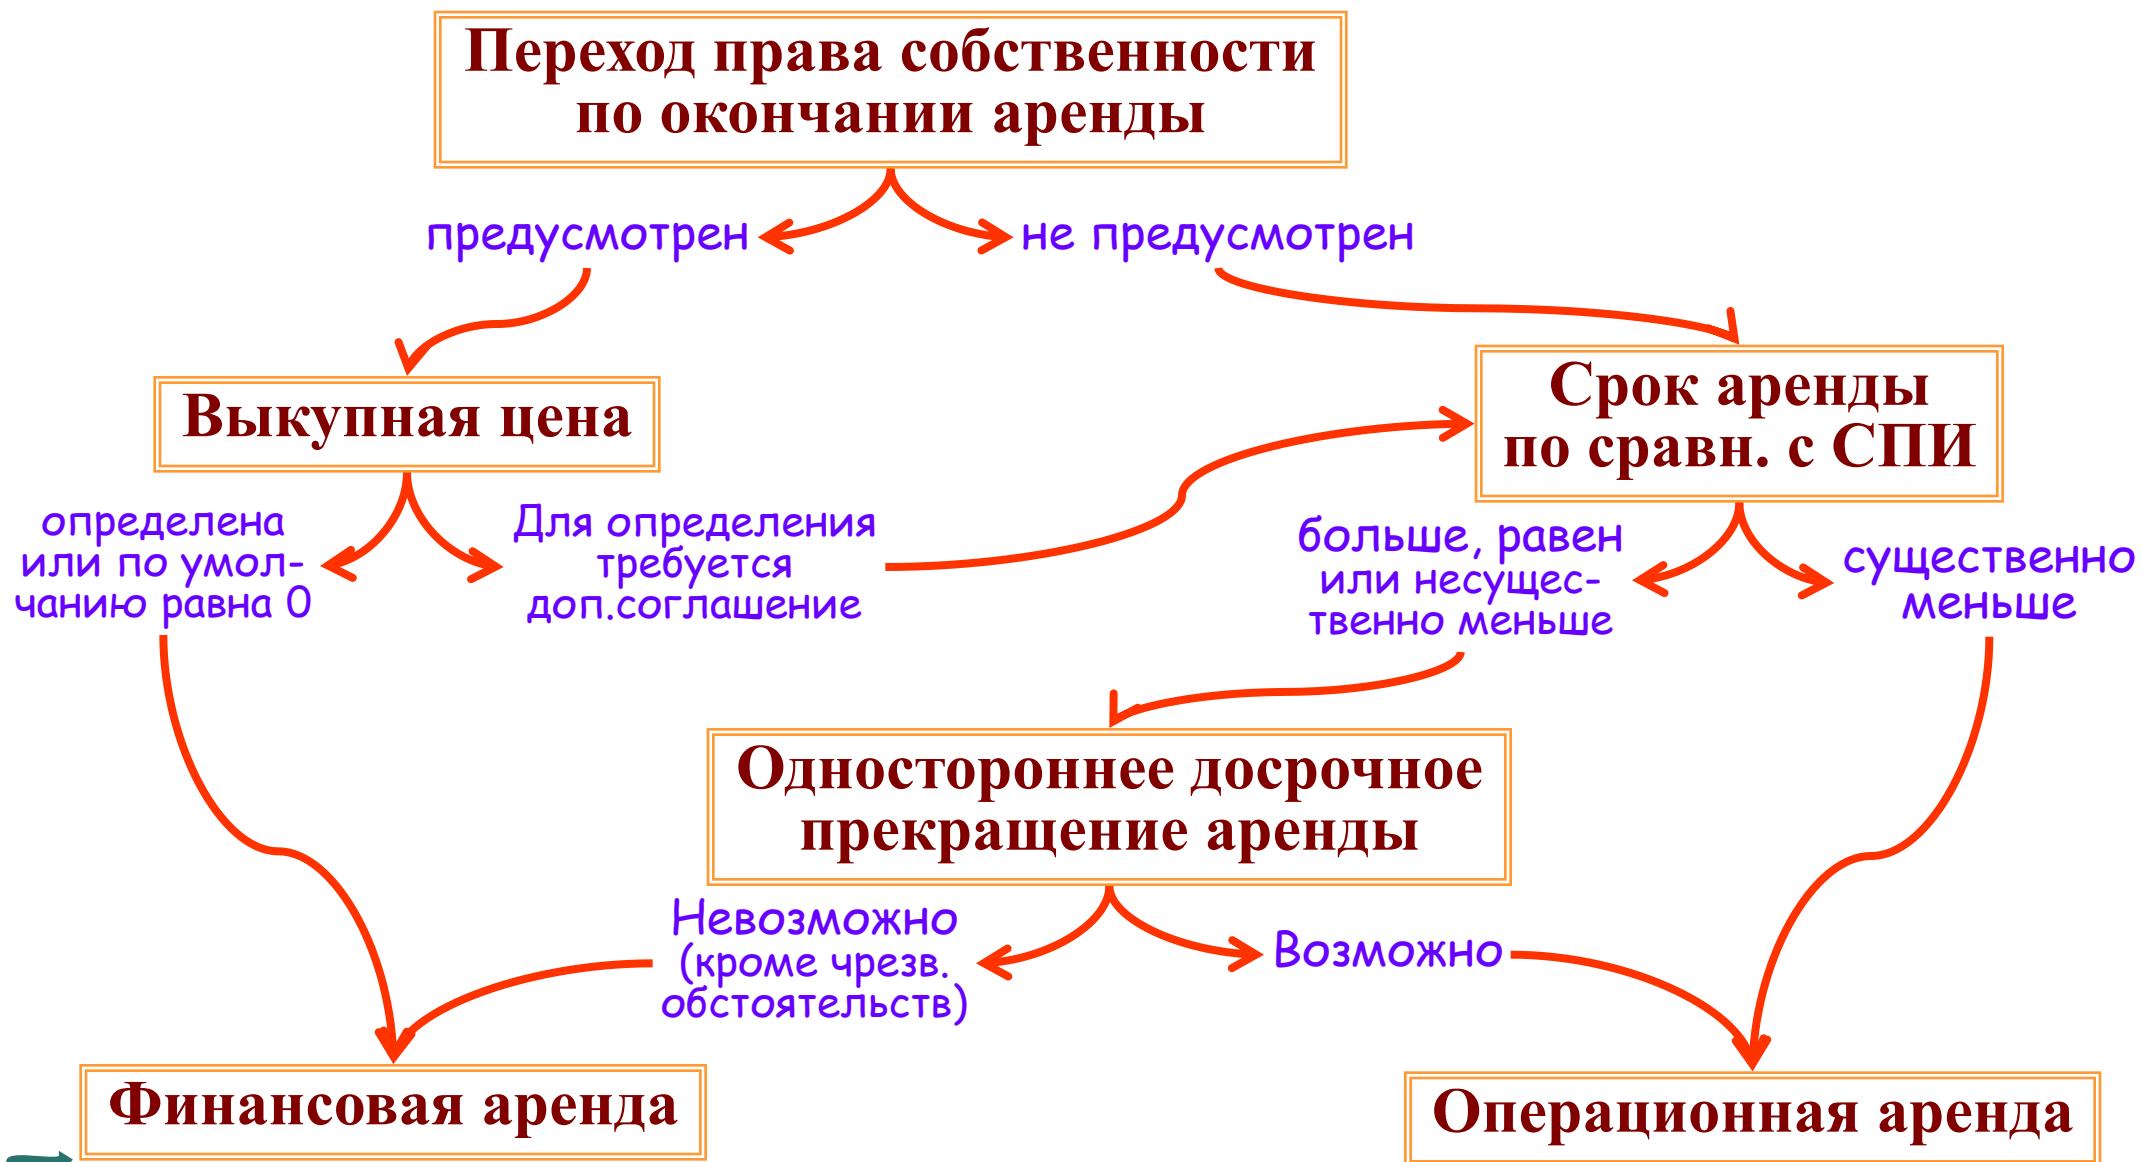 Переход права собственности
по окончании аренды
предусмотрен
не предусмотрен
Выкупная цена
Срок аренды
по сравн. с СПИ
определена
или по умол-
чанию равна 0
Для определения
требуется
доп.соглашение
больше, равен
или несущес-
твенно меньше
существенно
меньше
Одностороннее досрочное
прекращение аренды
Невозможно
(кроме чрезв.
обстоятельств)
Возможно
Финансовая аренда
Операционная аренда